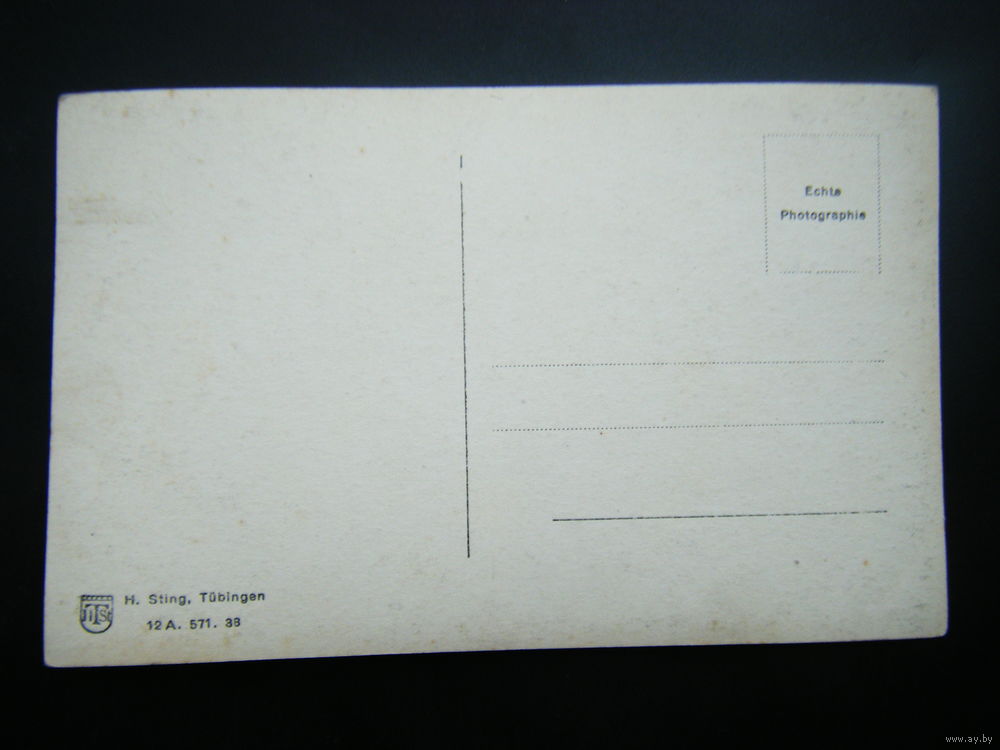 Echte
Photographie
H. Sting, Tübingen
12 A. 571. 38
www.ay.by